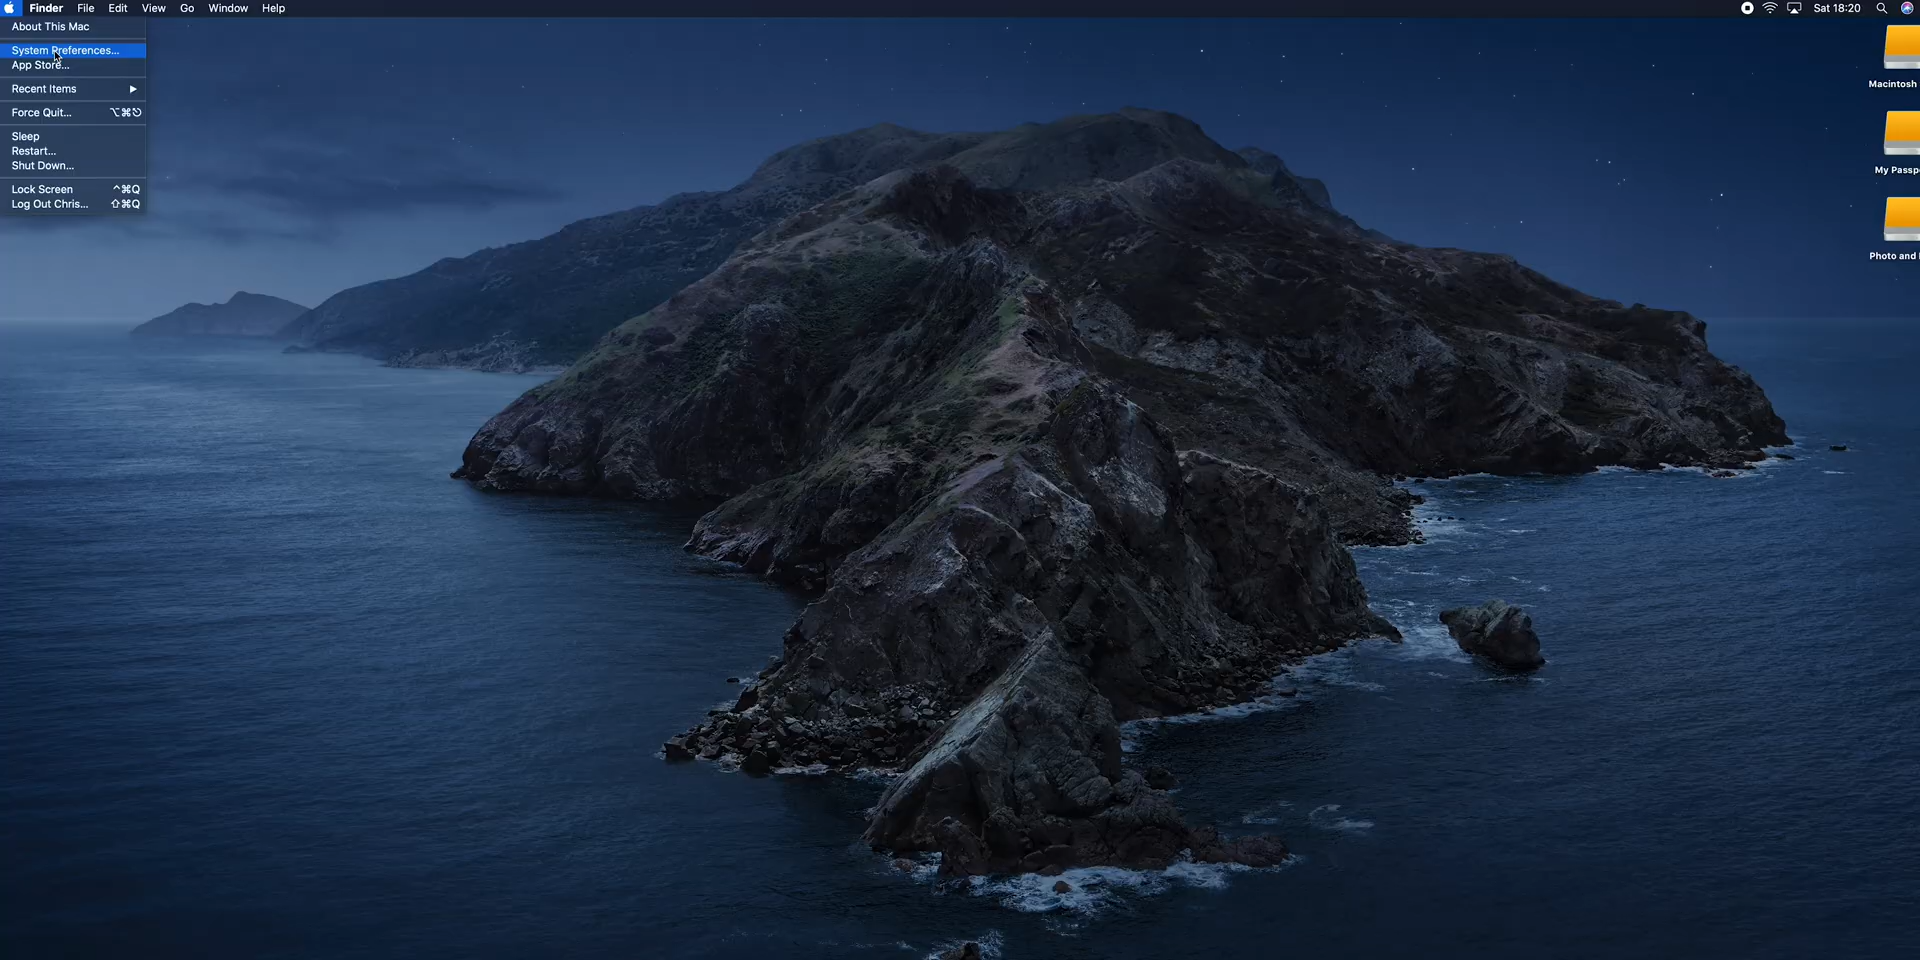 Finder File Edit View Go Window Help
Sat 18:20
About This Mac
System Preferences...
App Store...
Recent Items
Force Quit... ⌥⌘⎋
Sleep
Restart...
Shut Down...
Lock Screen ^⌘Q
Log Out Chris... ⇧⌘Q
Macintosh
My Passp
Photo and